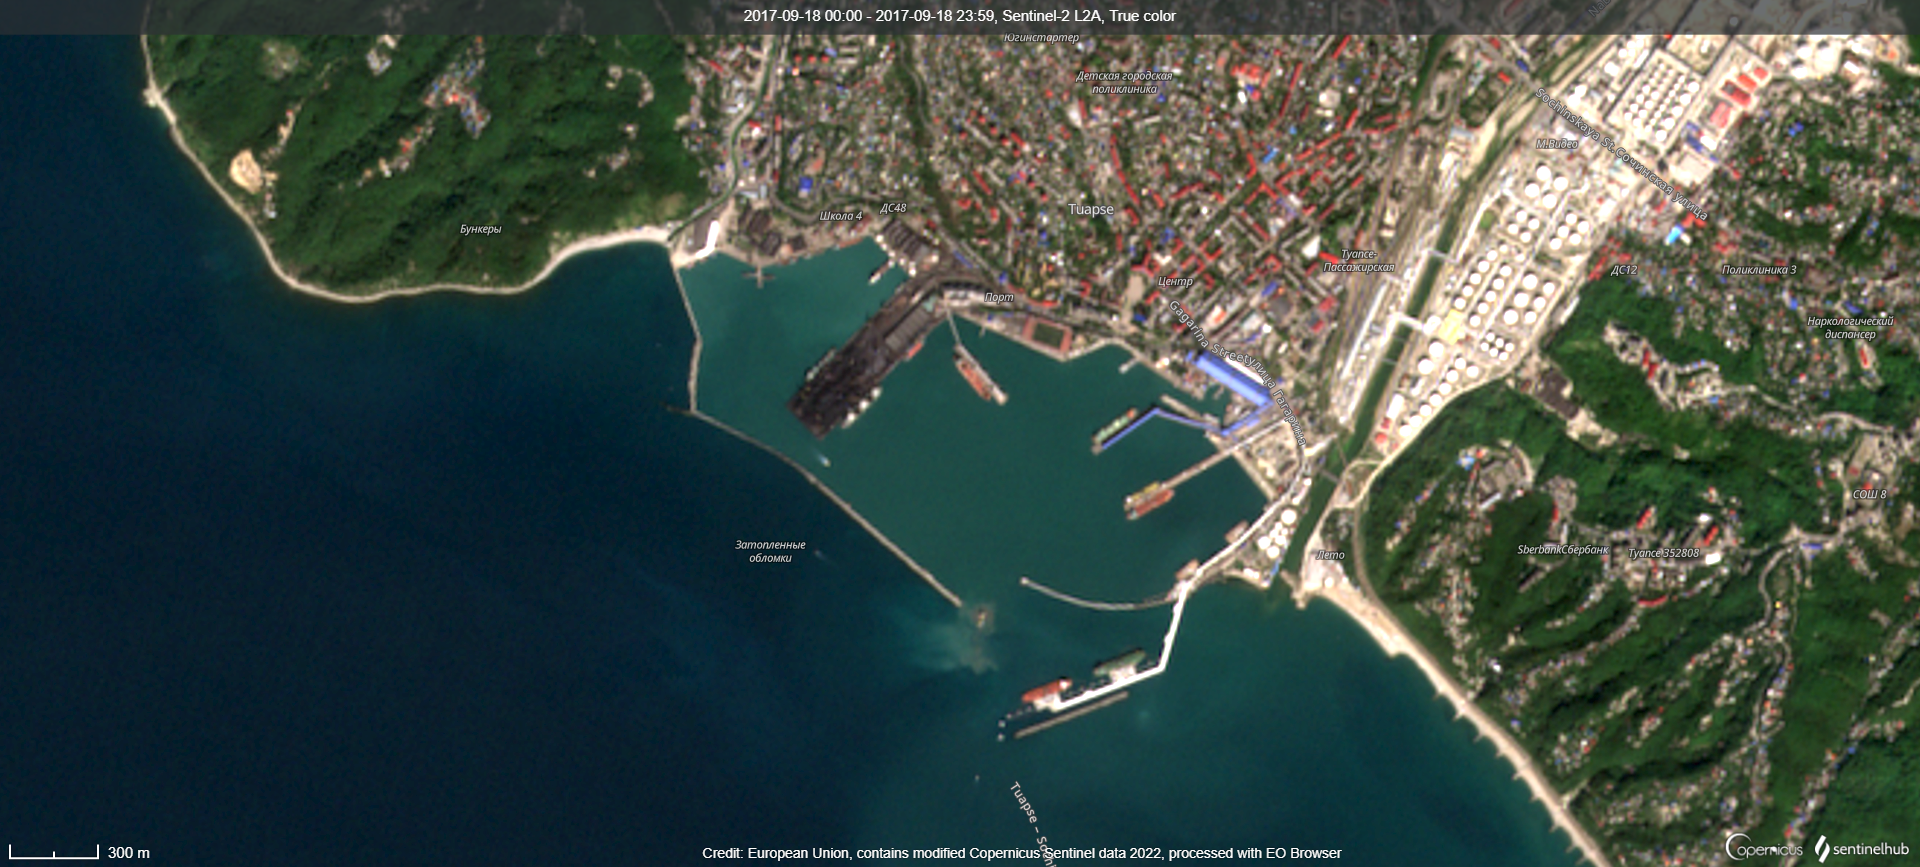 2017-09-18 00:00 - 2017-09-18 23:59, Sentinel-2 L2A, True color
Югинстартер
Детская городская
поликлиника
Sochinskaya St.Сочинская улица
М.Видео
Школа 4
ДС48
Tuapse
Бункеры
Туапсе-
Пассажирская
ДС12
Поликлиника 3
Центр
Порт
Gagarina Streetулица Гагарина
Наркологический
диспансер
СОШ 8
Затопленные
обломки
Лето
SberbankСбербанк
Туапсе 352808
Tuapse - Sochi
300 m
Credit: European Union, contains modified Copernicus Sentinel data 2022, processed with EO Browser
opernicus
sentinelhub